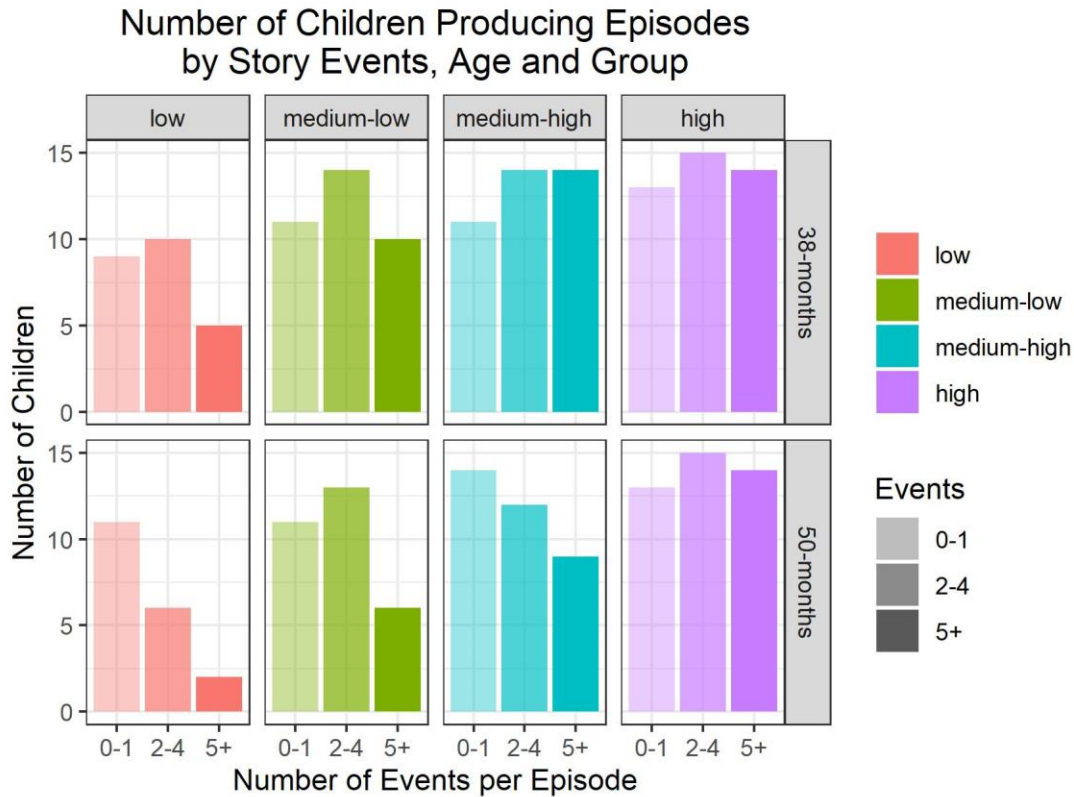 Number of Children Producing Episodes
by Story Events, Age and Group
low medium-low medium-high high
15
10
5
0
38-months
15
10
5
0
50-months
0-1 2-4 5+ 0-1 2-4 5+ 0-1 2-4 5+ 0-1 2-4 5+
Number of Events per Episode
Number of Children
low
medium-low
medium-high
high
Events
0-1
2-4
5+